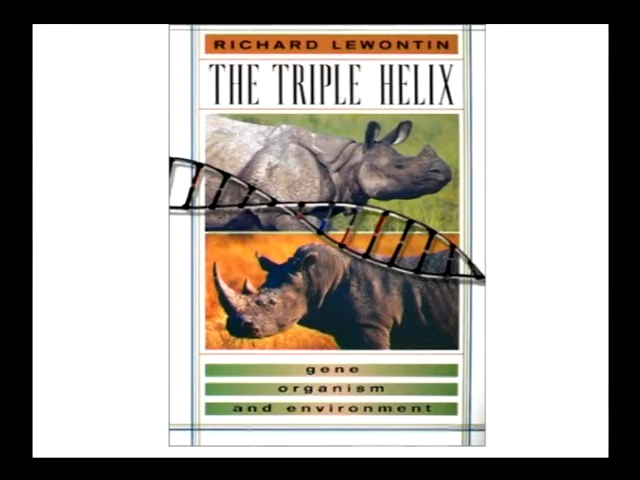 RICHARD LEWONTIN
THE TRIPLE HELIX
gene
organism
and environment